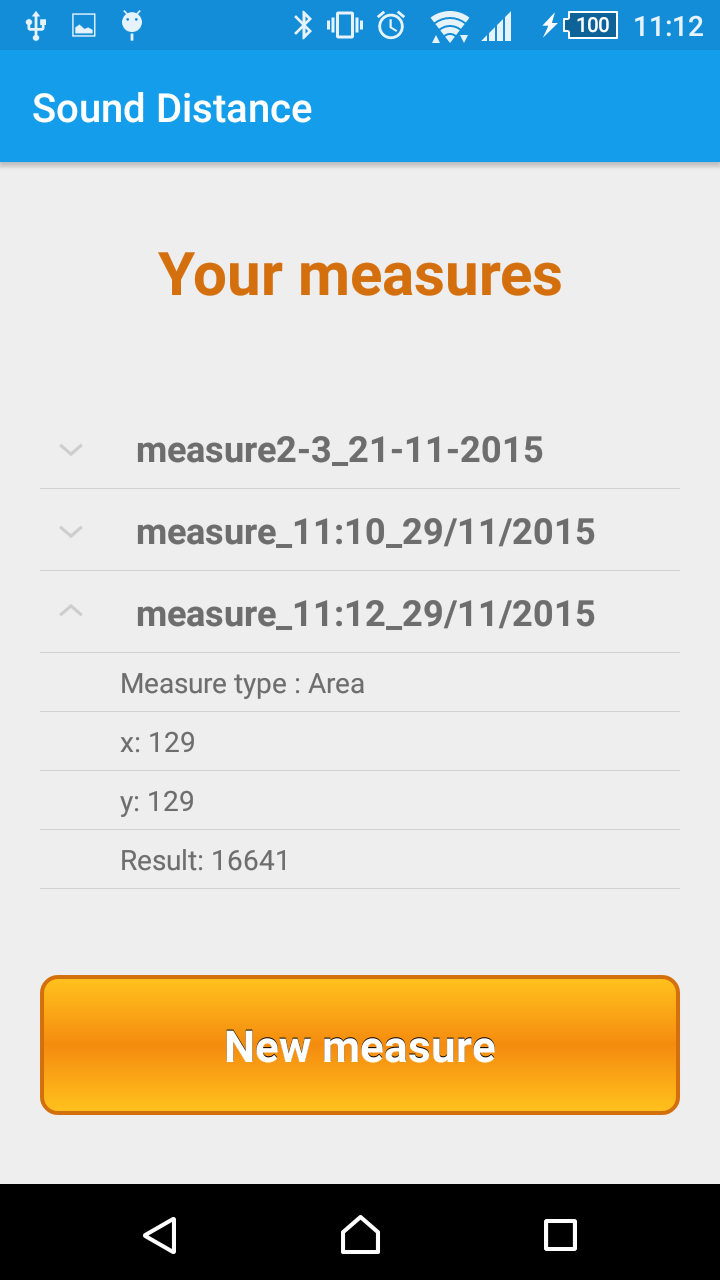 100 11:12
Sound Distance
Your measures
measure2-3_21-11-2015
measure_11:10_29/11/2015
measure_11:12_29/11/2015
Measure type : Area
x: 129
y: 129
Result: 16641
New measure